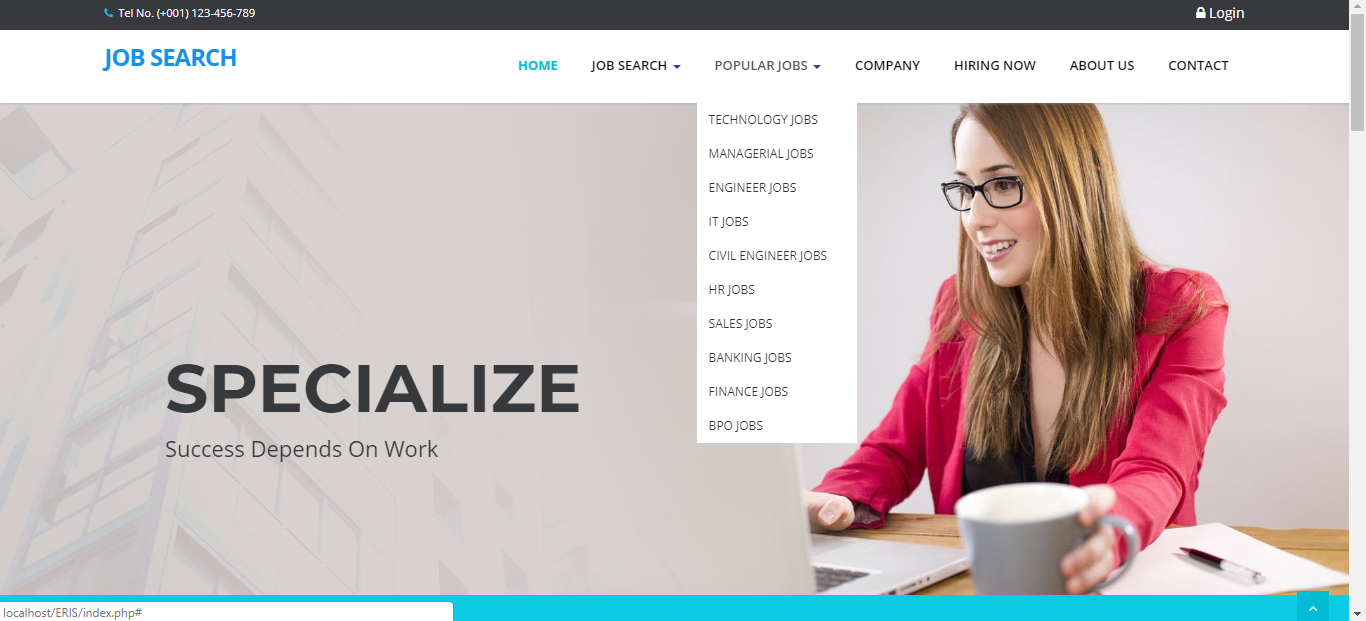 Tel No. (+001) 123-456-789
Login
JOB SEARCH
HOME JOB SEARCH POPULAR JOBS COMPANY HIRING NOW ABOUT US CONTACT
TECHNOLOGY JOBS
MANAGERIAL JOBS
ENGINEER JOBS
IT JOBS
CIVIL ENGINEER JOBS
HR JOBS
SALES JOBS
BANKING JOBS
FINANCE JOBS
BPO JOBS
SPECIALIZE
Success Depends On Work
localhost/ERIS/index.php#